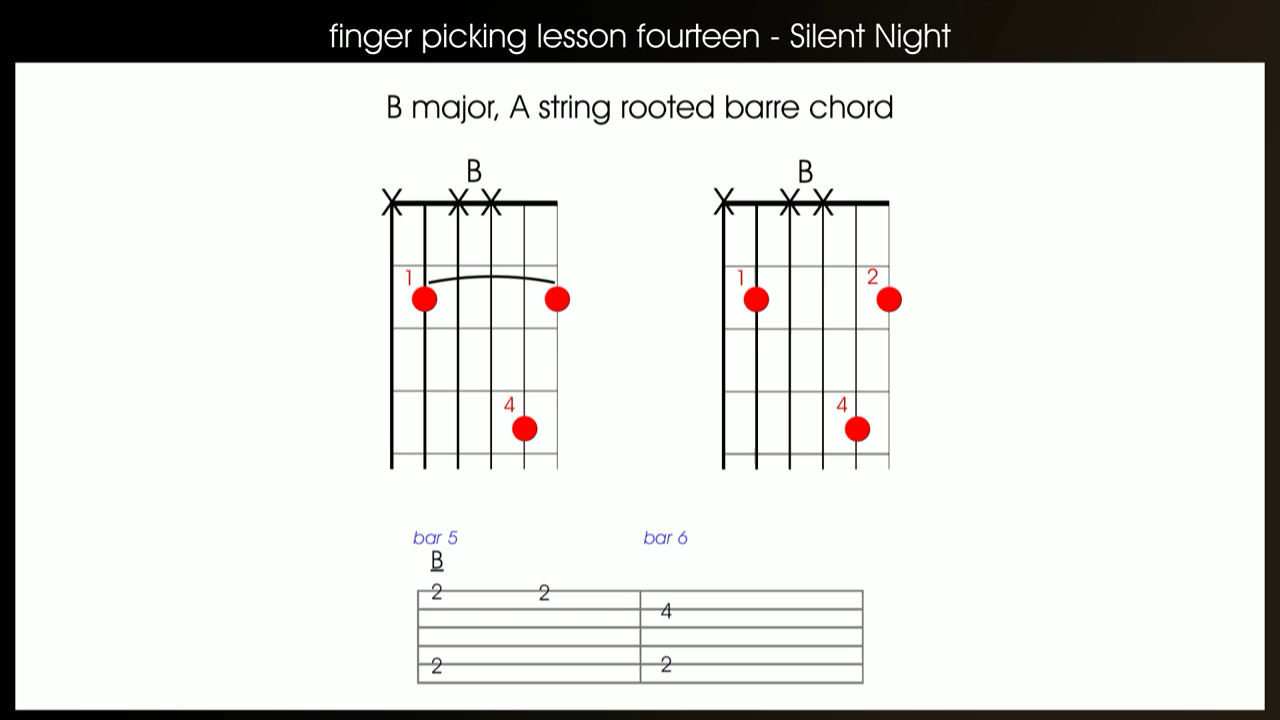 finger picking lesson fourteen - Silent Night
B major, A string rooted barre chord
B B
X X X X X X
1 1 2
4 4
bar 5 bar 6
B
2 2
4
2 2